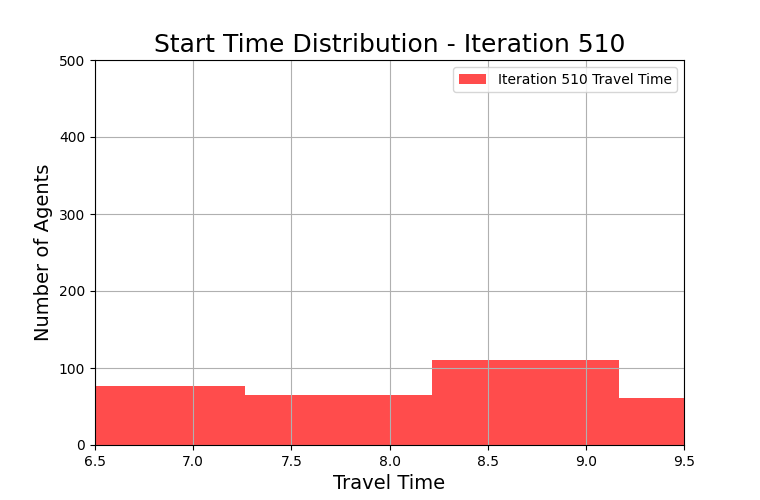 Start Time Distribution - Iteration 510
Iteration 510 Travel Time
500
400
300
200
100
0
Number of Agents
6.5 7.0 7.5 8.0 8.5 9.0 9.5
Travel Time